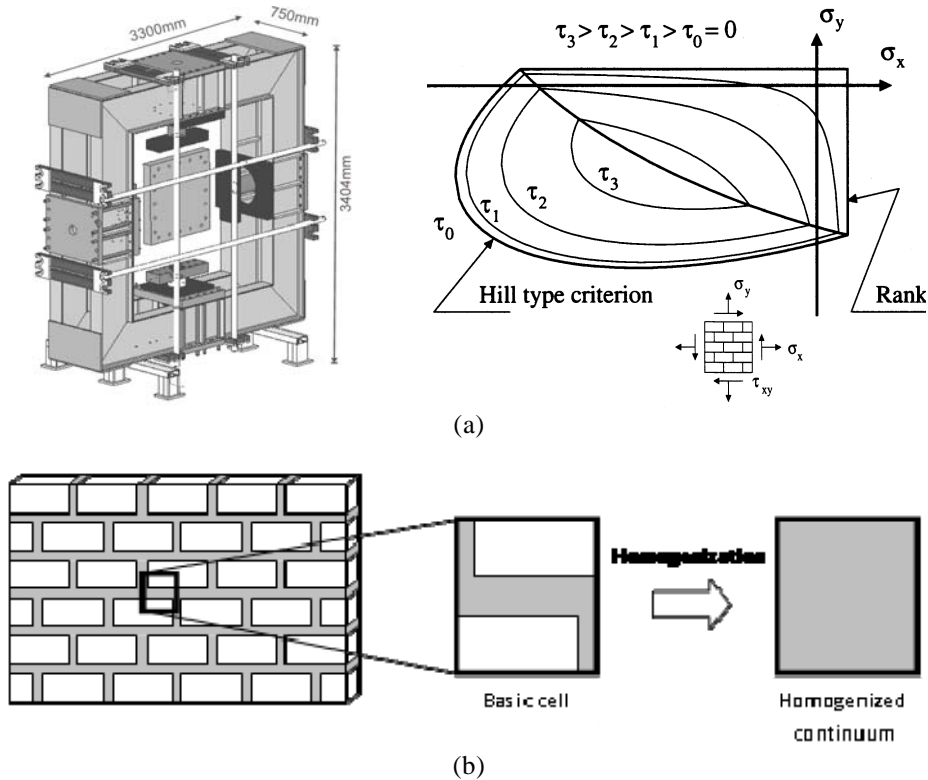 3300mm
750mm
3404mm
τ3 > τ2 > τ1 > τ0 = 0
σy
σx
τ3
τ2
τ1
τ0
Hill type criterion
Rank
σy
σx
τxy
(a)
Homogenization
Basic cell
Homogenized
continuum
(b)